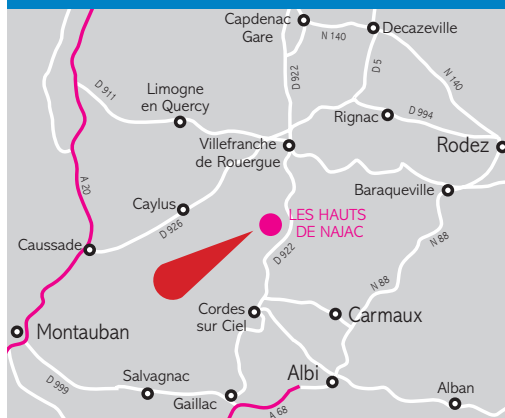 Capdenac
Gare
N 140
Decazeville
D 922
D 5
N 140
D 911
Limogne
en Quercy
Rignac
D 994
Villefranche
de Rouergue
Rodez
A 20
Baraqueville
Caylus
D 926
LES HAUTS
DE NAJAC
Caussade
D 922
N 88
N 88
Cordes
sur Ciel
Carmaux
Montauban
D 999
Salvagnac
Gaillac
A 68
Albi
Alban